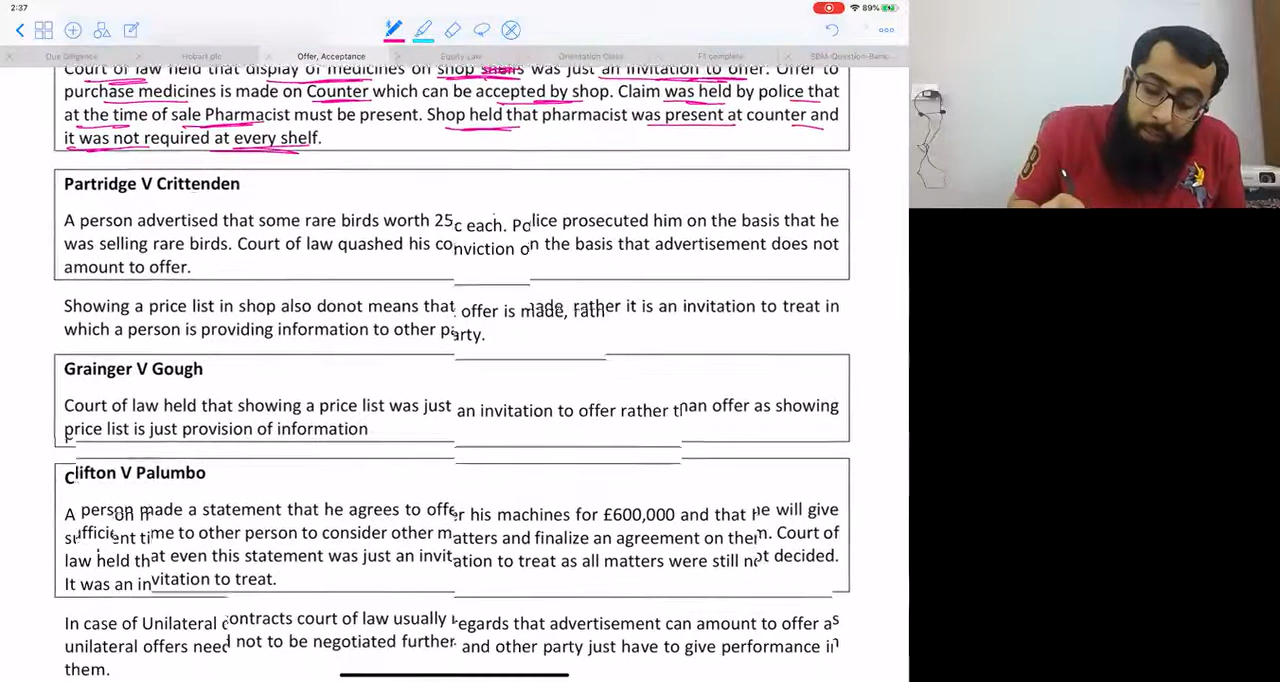 2:37
89%
Due Diligence
Hobart plc
Offer, Acceptance
Equity Law
Orientation Class
F1 complete
SBM-Question-Bank-
Court of law held that display of medicines on shop was just an invitation to offer. Offer to
purchase medicines is made on Counter which can be accepted by shop. Claim was held by police that
at the time of sale Pharmacist must be present. Shop held that pharmacist was present at counter and
it was not required at every shelf.
Partridge V Crittenden
A person advertised that some rare birds worth 25c each. Police prosecuted him on the basis that he
was selling rare birds. Court of law quashed his conviction on the basis that advertisement does not
amount to offer.
Showing a price list in shop also donot means that offer is made, rather it is an invitation to treat in
which a person is providing information to other party.
Grainger V Gough
Court of law held that showing a price list was just an invitation to offer rather than offer as showing
price list is just provision of information
Clifton V Palumbo
A person made a statement that he agrees to offer his machines for £600,000 and that he will give
sufficient time to other person to consider other matters and finalize an agreement on them. Court of
law held that even this statement was just an invitation to treat as all matters were still not decided.
It was an invitation to treat.
In case of Unilateral contracts court of law usually regards that advertisement can amount to offer as
unilateral offers need not to be negotiated further and other party just have to give performance in
them.